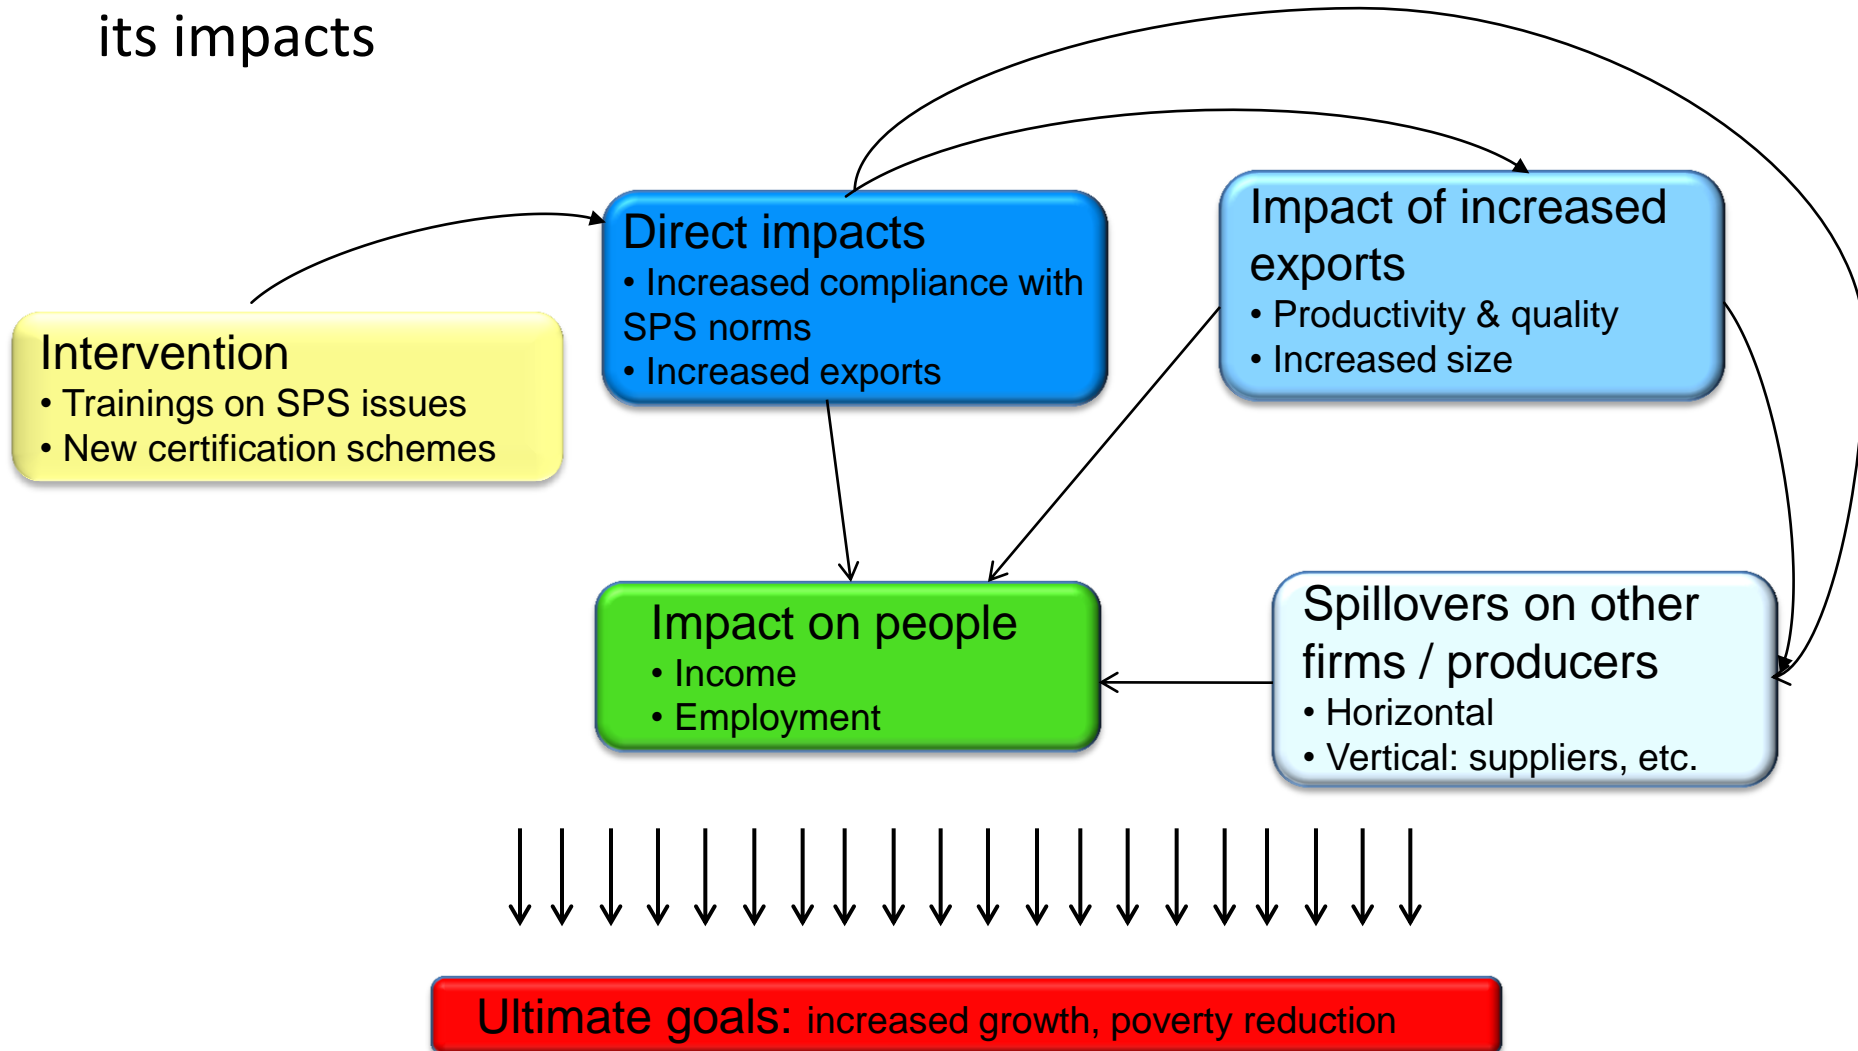 its impacts
Direct impacts
• Increased compliance with
SPS norms
• Increased exports
Impact of increased
exports
• Productivity & quality
• Increased size
Intervention
• Trainings on SPS issues
• New certification schemes
Impact on people
• Income
• Employment
Spillovers on other
firms / producers
• Horizontal
• Vertical: suppliers, etc.
Ultimate goals: increased growth, poverty reduction